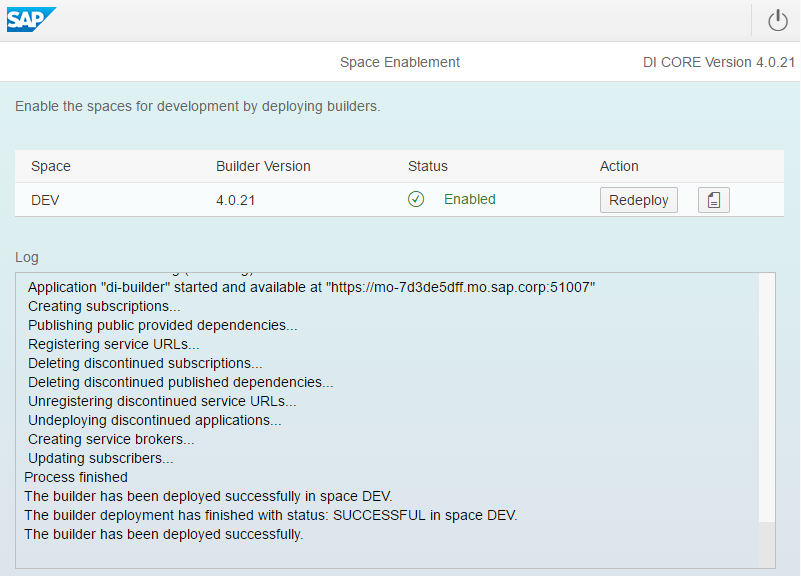 SAP
Space Enablement
DI CORE Version 4.0.21
Enable the spaces for development by deploying builders.
Space Builder Version Status Action
DEV 4.0.21 Enabled Redeploy
Log
Application "di-builder" started and available at "https://mo-7d3de5dff.mo.sap.corp:51007"
Creating subscriptions...
Publishing public provided dependencies...
Registering service URLs...
Deleting discontinued subscriptions...
Deleting discontinued published dependencies...
Unregistering discontinued service URLs...
Undeploying discontinued applications...
Creating service brokers...
Updating subscribers...
Process finished
The builder has been deployed successfully in space DEV.
The builder deployment has finished with status: SUCCESSFUL in space DEV.
The builder has been deployed successfully.